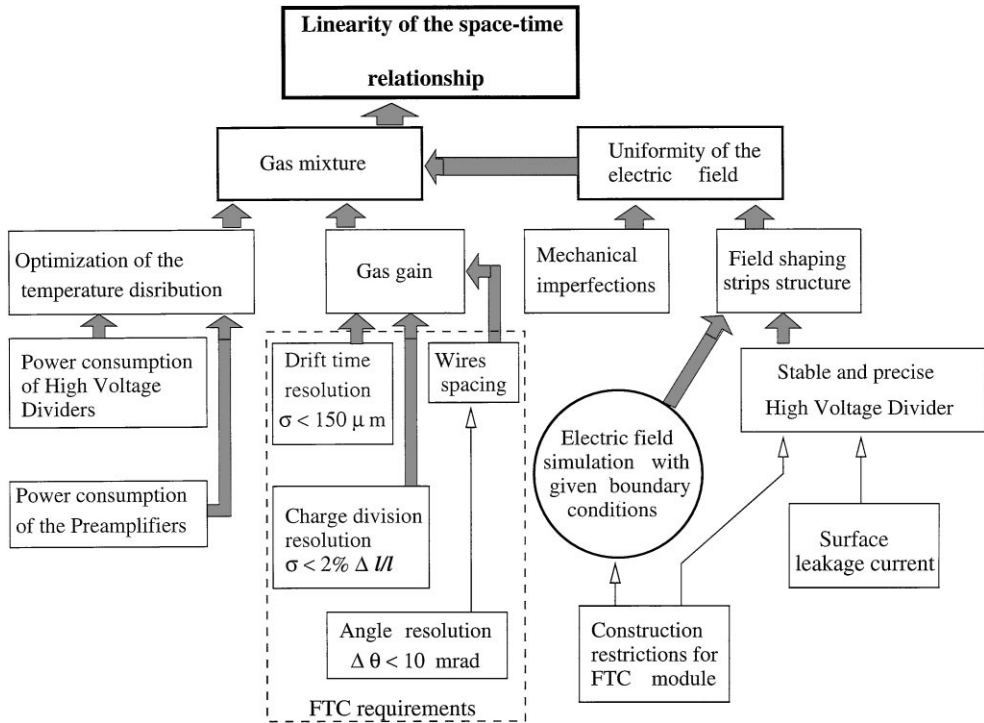 Linearity of the space-time
relationship
Gas mixture
Uniformity of the
electric field
Optimization of the
temperature disribution
Gas gain
Mechanical
imperfections
Field shaping
strips structure
Power consumption
of High Voltage
Dividers
Drift time
resolution
σ < 150 μ m
Wires
spacing
Stable and precise
High Voltage Divider
Electric field
simulation with
given boundary
conditions
Power consumption
of the Preamplifiers
Charge division
resolution
σ < 2% Δ l/l
Surface
leakage current
Angle resolution
Δ θ < 10 mrad
Construction
restrictions for
FTC module
FTC requirements